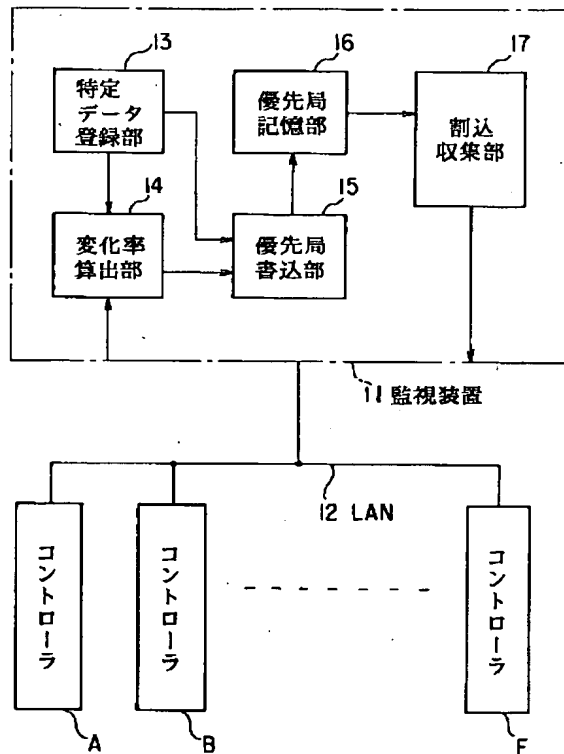 13
特定
データ
登録部
16
優先局
記憶部
17
割込
収集部
14
変化率
算出部
15
優先局
書込部
11 監視装置
12 LAN
コントローラ
A
コントローラ
B
コントローラ
F